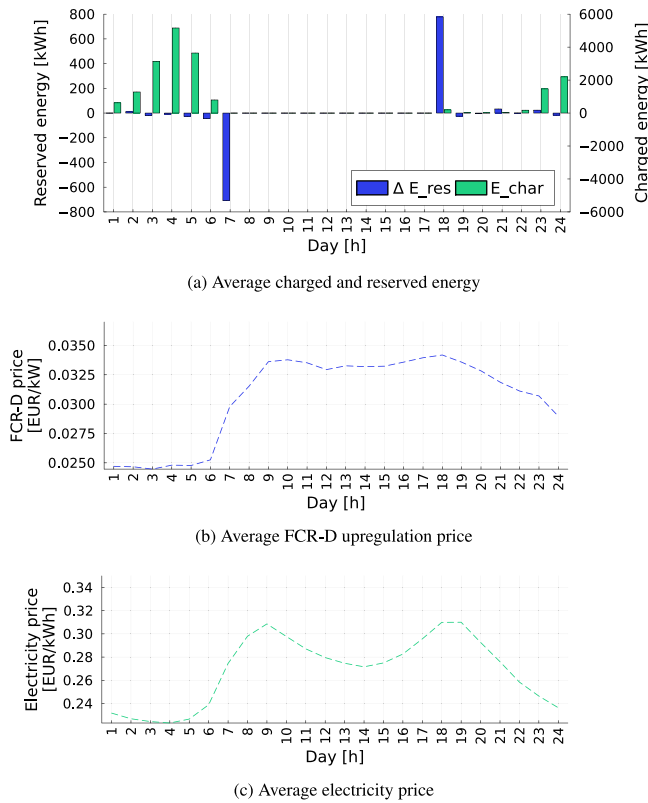 800
600
400
200
0
−200
−400
−600
−800
Reserved energy [kWh]
6000
4000
2000
0
−2000
−4000
−6000
Charged energy [kWh]
Δ E_res E_char
1 2 3 4 5 6 7 8 9 10 11 12 13 14 15 16 17 18 19 20 21 22 23 24
Day [h]
(a) Average charged and reserved energy
0.0350
0.0325
0.0300
0.0275
0.0250
FCR-D price
[EUR/kW]
1 2 3 4 5 6 7 8 9 10 11 12 13 14 15 16 17 18 19 20 21 22 23 24
Day [h]
(b) Average FCR-D upregulation price
0.34
0.32
0.30
0.28
0.26
0.24
Electricity price
[EUR/kWh]
1 2 3 4 5 6 7 8 9 10 11 12 13 14 15 16 17 18 19 20 21 22 23 24
Day [h]
(c) Average electricity price